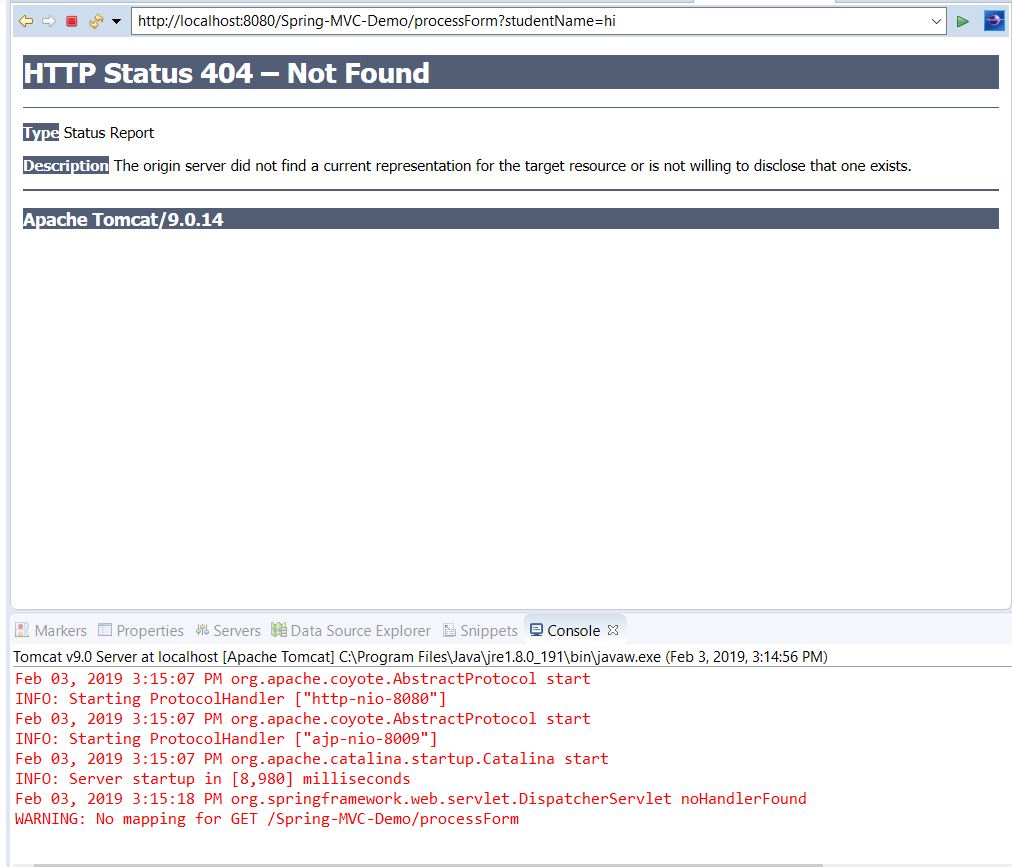 http://localhost:8080/Spring-MVC-Demo/processForm?studentName=hi
HTTP Status 404 – Not Found
Type Status Report
Description The origin server did not find a current representation for the target resource or is not willing to disclose that one exists.
Apache Tomcat/9.0.14
Markers Properties Servers Data Source Explorer Snippets Console
Tomcat v9.0 Server at localhost [Apache Tomcat] C:\Program Files\Java\jre1.8.0_191\bin\javaw.exe (Feb 3, 2019, 3:14:56 PM)
Feb 03, 2019 3:15:07 PM org.apache.coyote.AbstractProtocol start
INFO: Starting ProtocolHandler ["http-nio-8080"]
Feb 03, 2019 3:15:07 PM org.apache.coyote.AbstractProtocol start
INFO: Starting ProtocolHandler ["ajp-nio-8009"]
Feb 03, 2019 3:15:07 PM org.apache.catalina.startup.Catalina start
INFO: Server startup in [8,980] milliseconds
Feb 03, 2019 3:15:18 PM org.springframework.web.servlet.DispatcherServlet noHandlerFound
WARNING: No mapping for GET /Spring-MVC-Demo/processForm